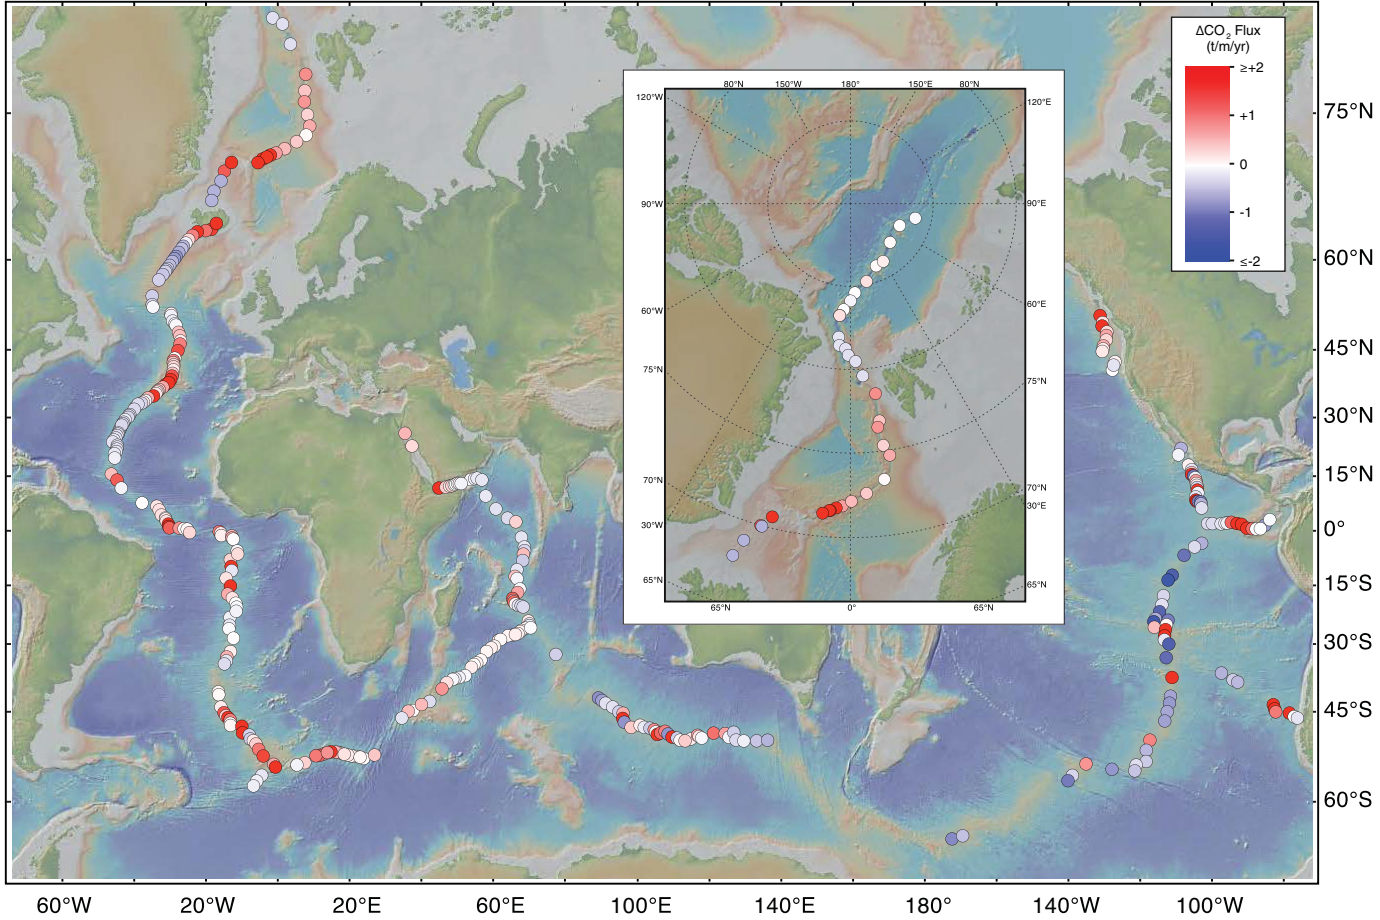 ΔCO2 Flux
(t/m/yr)
≥+2
+1
0
-1
≤-2
80°N 150°W 180° 150°E 80°N
120°W
120°E
90°W
90°E
60°W
60°E
75°N
75°N
70°N
70°N
30°W
30°E
65°N
65°N
65°N 0° 65°N
75°N
60°N
45°N
30°N
15°N
0°
15°S
30°S
45°S
60°S
60°W 20°W 20°E 60°E 100°E 140°E 180° 140°W 100°W